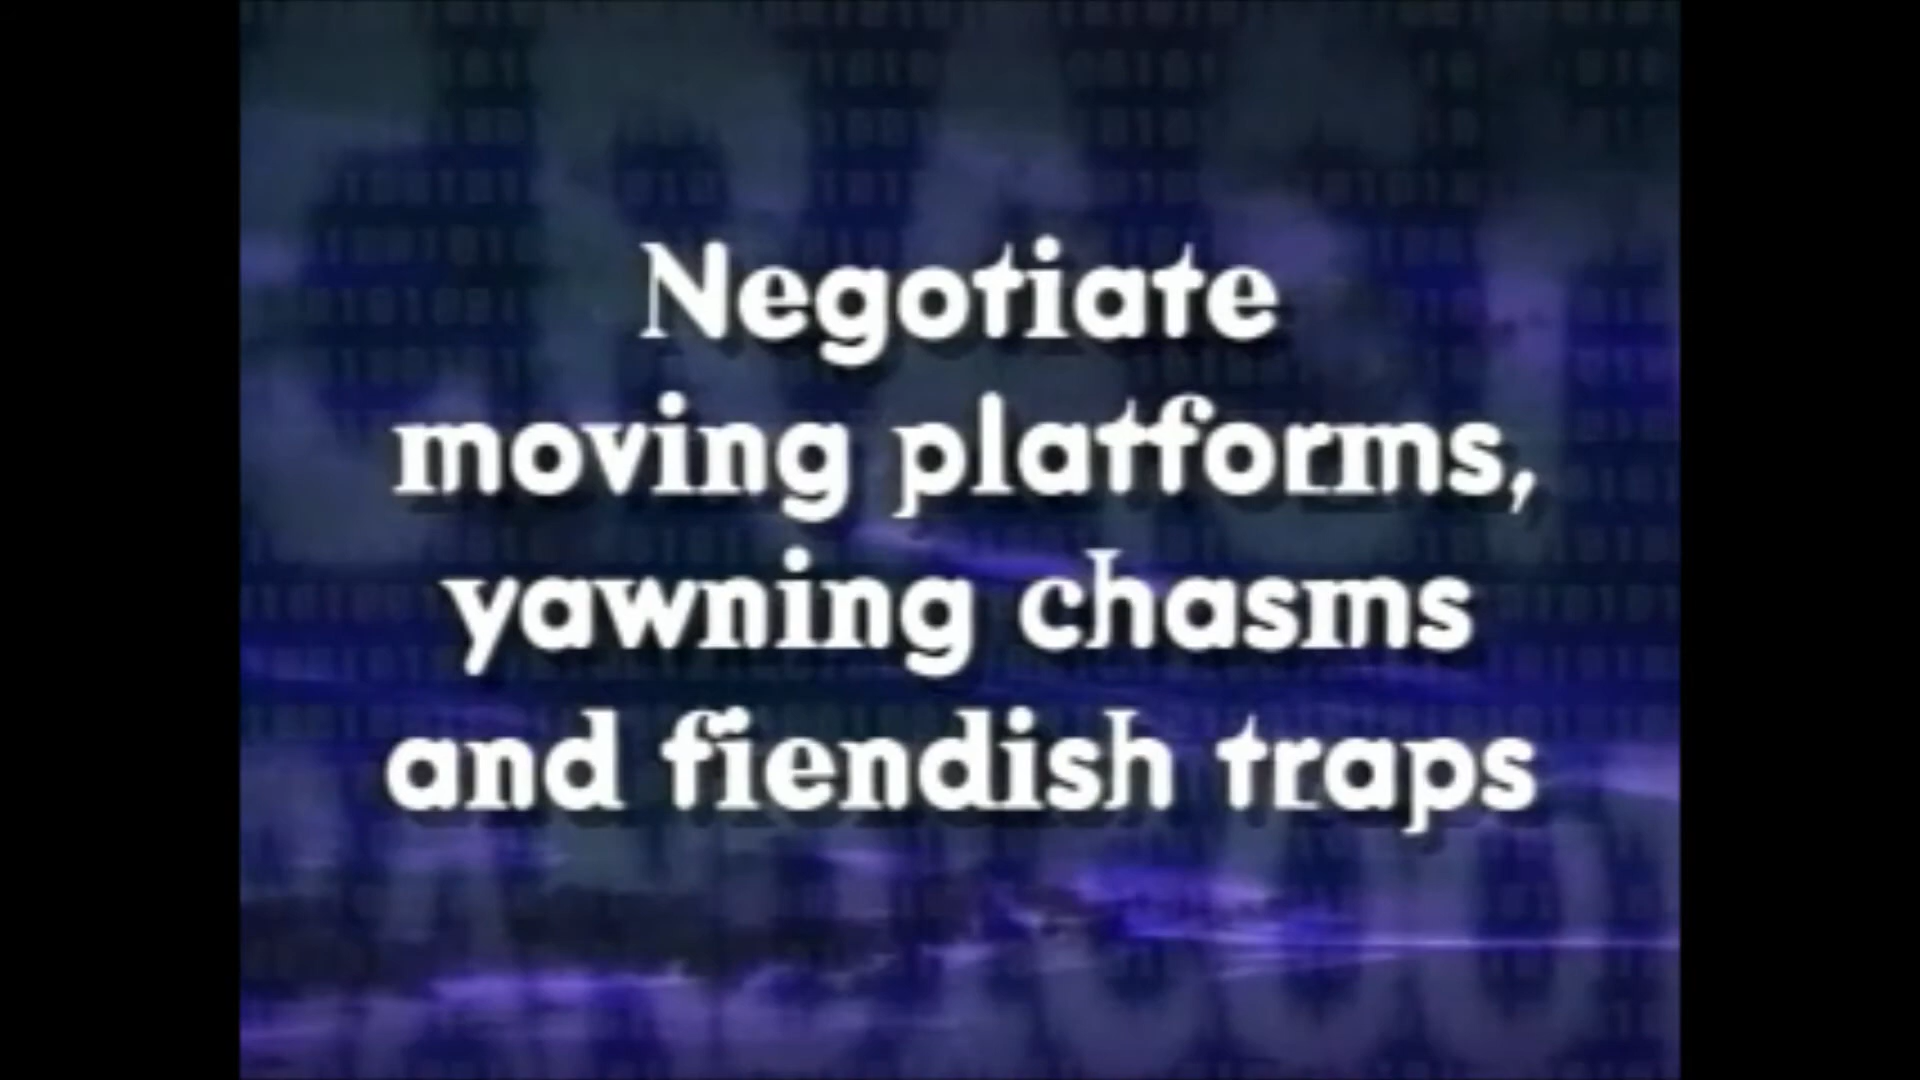 Negotiate
moving platforms,
yawning chasms
and fiendish traps